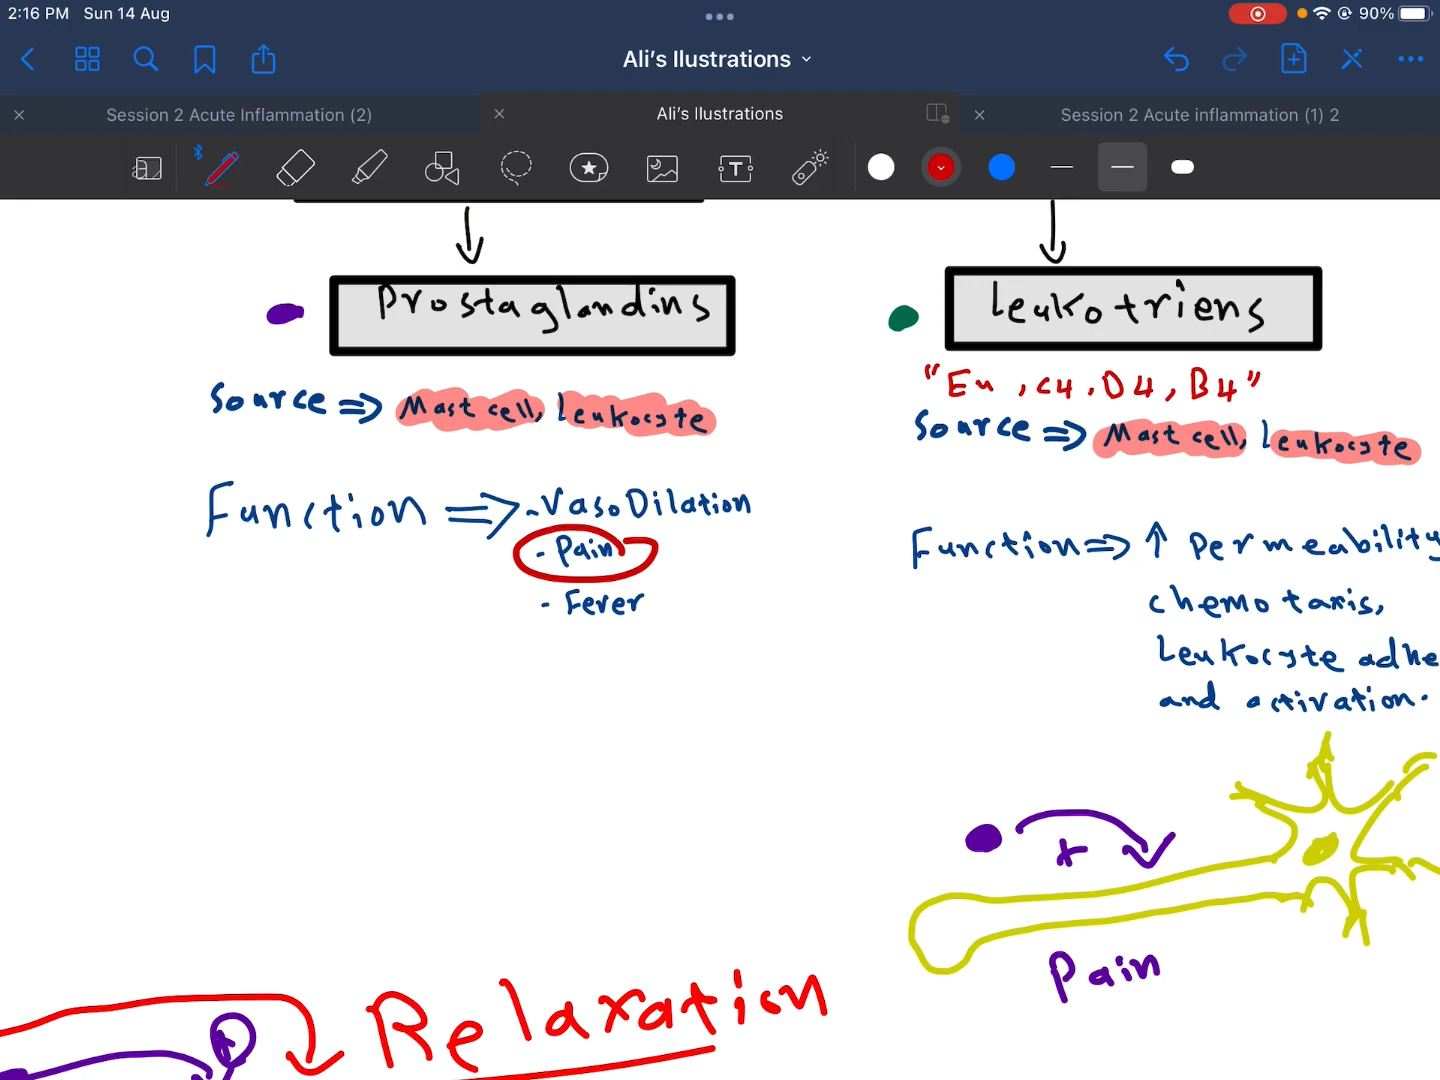 2:16 PM Sun 14 Aug
90%
Ali's Ilustrations
Session 2 Acute Inflammation (2)
Ali's Ilustrations
Session 2 Acute inflammation (1) 2
Prostaglandins
Source ⇒ Mast cell, Leukocyte
Function ⇒ - VasoDilation
- Pain
- Fever
Leukotriens
"E4, C4, D4, B4"
Source ⇒ Mast cell, Leukocyte
Function ⇒ ↑ Permeability
chemotaxis,
Leukocyte adhe
and activation.
+
Pain
Relaxation